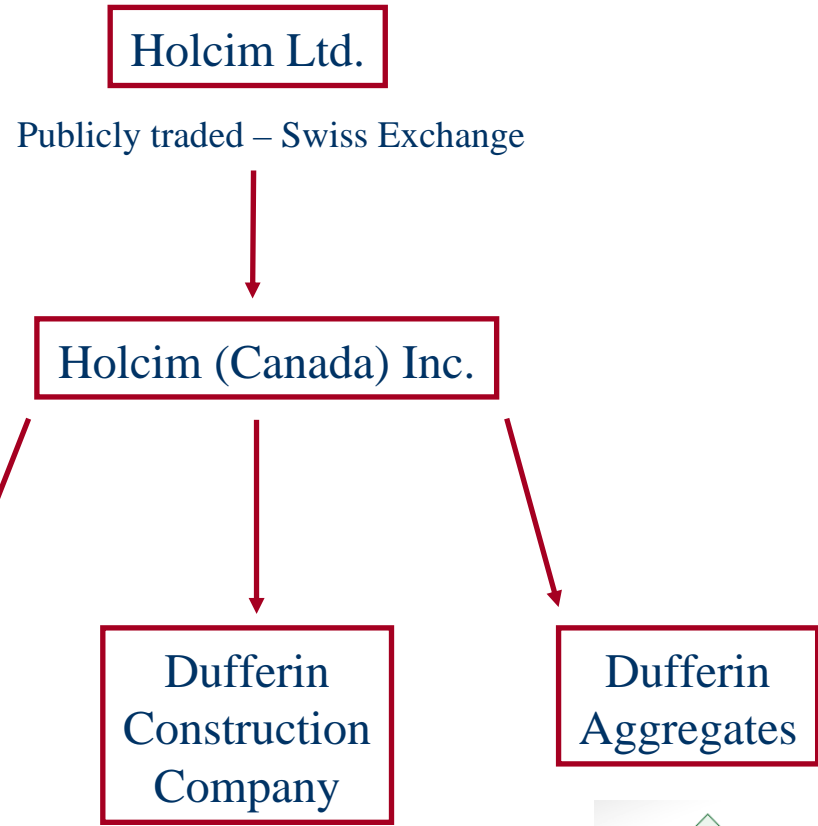 Holcim Ltd.
Publicly traded – Swiss Exchange
Holcim (Canada) Inc.
Dufferin
Construction
Company
Dufferin
Aggregates